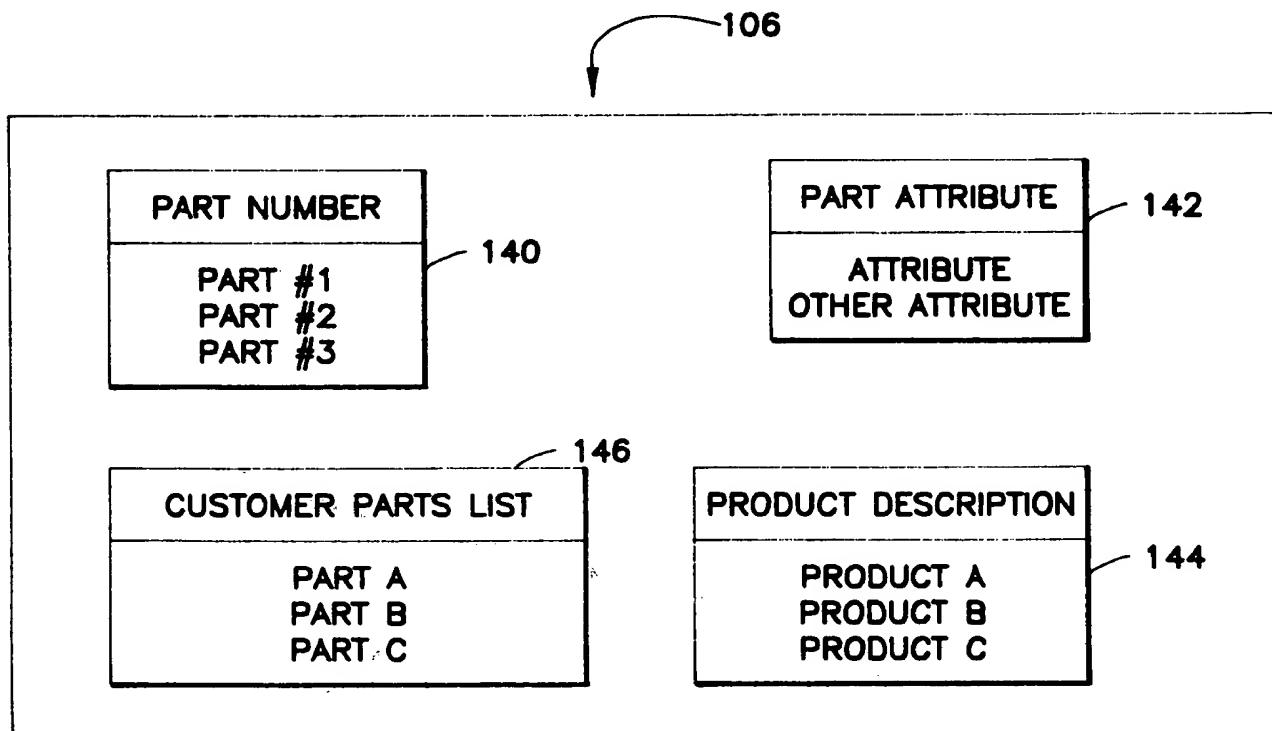 106
PART NUMBER
PART #1
PART #2
PART #3
140
PART ATTRIBUTE
ATTRIBUTE
OTHER ATTRIBUTE
142
146
CUSTOMER PARTS LIST
PART A
PART B
PART C
PRODUCT DESCRIPTION
PRODUCT A
PRODUCT B
PRODUCT C
144